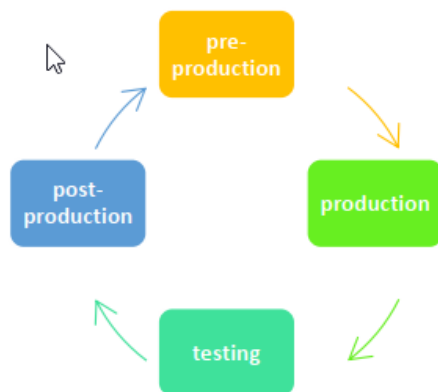 pre-
production
production
testing
post-
production